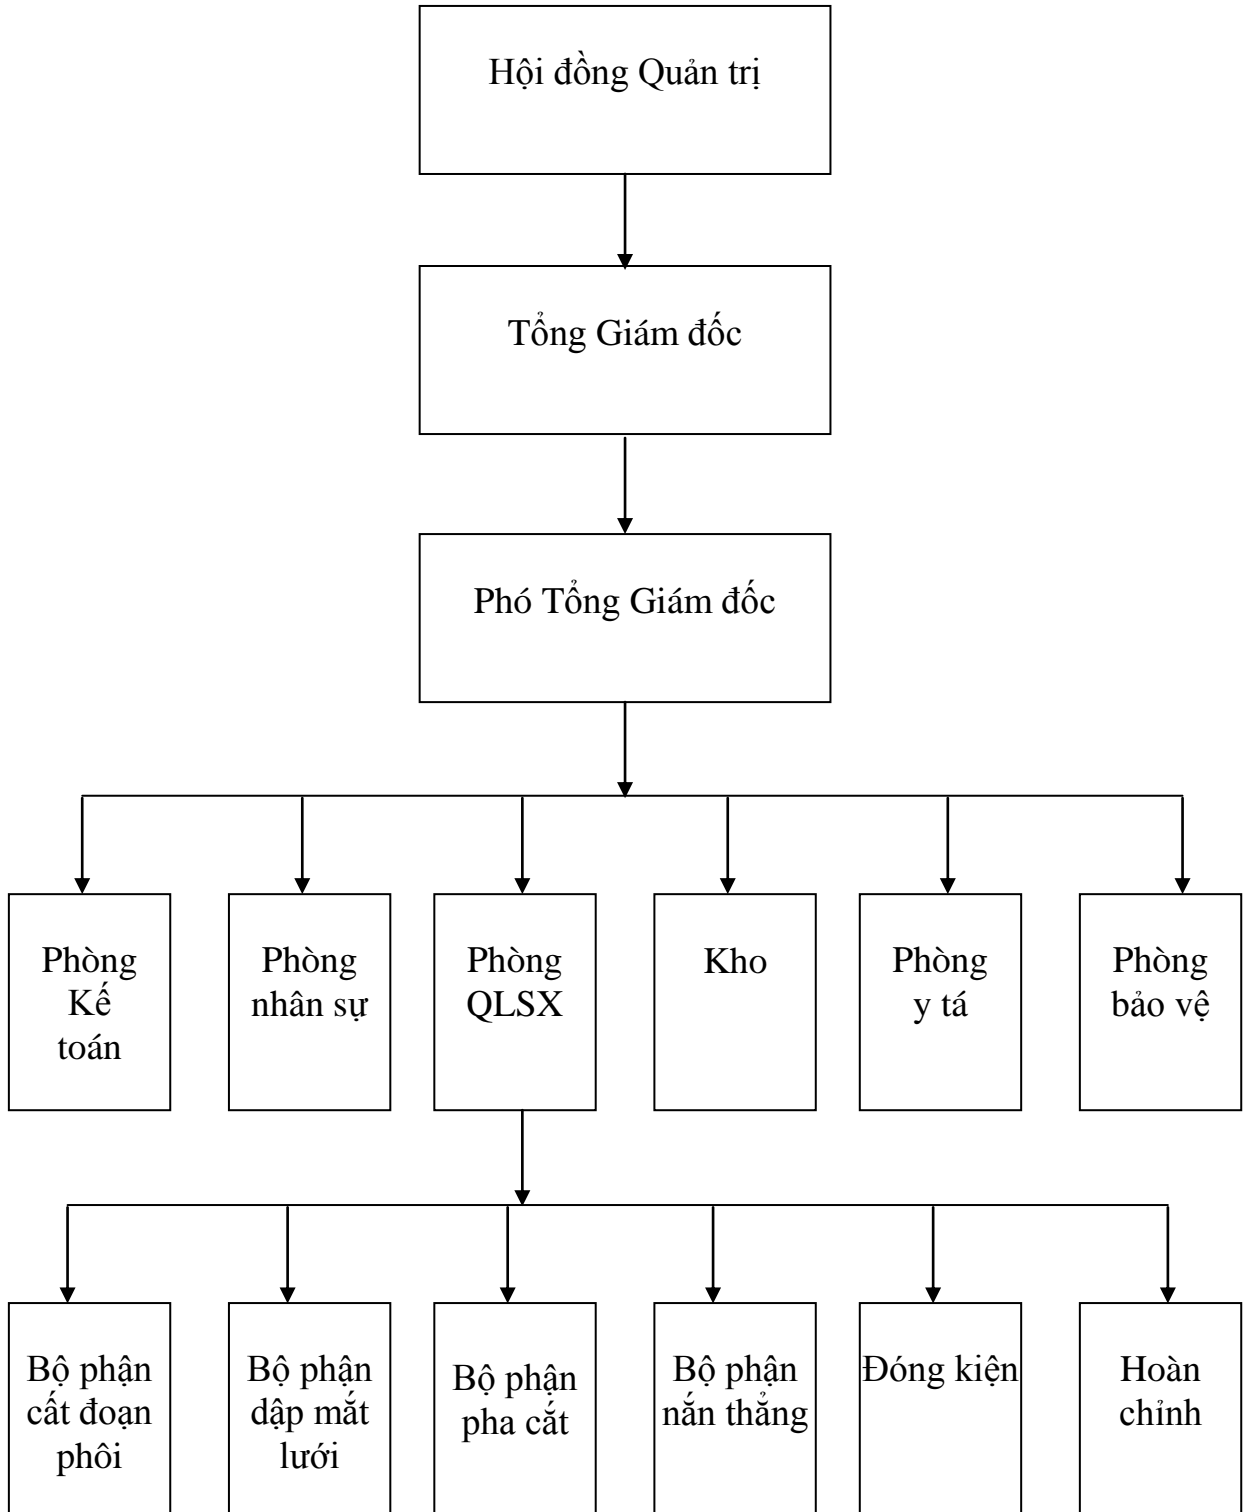 Hội đồng Quản trị
Tổng Giám đốc
Phó Tổng Giám đốc
Phòng
Kế
toán
Phòng
nhân sự
Phòng
QLSX
Kho
Phòng
y tá
Phòng
bảo vệ
Bộ phận
cất đoạn
phôi
Bộ phận
dập mắt
lưới
Bộ phận
pha cắt
Bộ phận
nắn thẳng
Đóng kiện
Hoàn
chỉnh